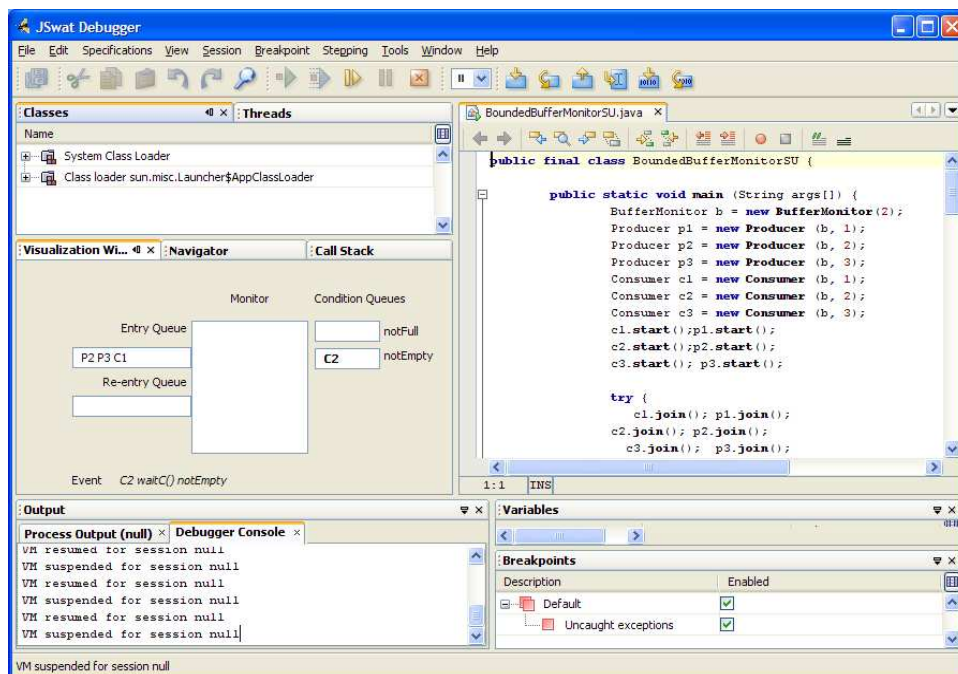 JSwat Debugger
File Edit Specifications View Session Breakpoint Stepping Tools Window Help
Classes
Threads
Name
System Class Loader
Class loader sun.misc.Launcher$AppClassLoader
Visualization Wi...
Navigator
Call Stack
Monitor
Condition Queues
Entry Queue
notFull
P2 P3 C1
C2
notEmpty
Re-entry Queue
Event C2 waitC() notEmpty
BoundedBufferMonitorSU.java
public final class BoundedBufferMonitorSU {
public static void main (String args[]) {
BufferMonitor b = new BufferMonitor(2);
Producer p1 = new Producer (b, 1);
Producer p2 = new Producer (b, 2);
Producer p3 = new Producer (b, 3);
Consumer c1 = new Consumer (b, 1);
Consumer c2 = new Consumer (b, 2);
Consumer c3 = new Consumer (b, 3);
c1.start();p1.start();
c2.start();p2.start();
c3.start(); p3.start();
try {
c1.join(); p1.join();
c2.join(); p2.join();
c3.join(); p3.join();
1:1 INS
Output
Process Output (null)
Debugger Console
VM resumed for session null
VM suspended for session null
VM resumed for session null
VM suspended for session null
VM resumed for session null
VM suspended for session null
Variables
Breakpoints
Description Enabled
Default
Uncaught exceptions
VM suspended for session null